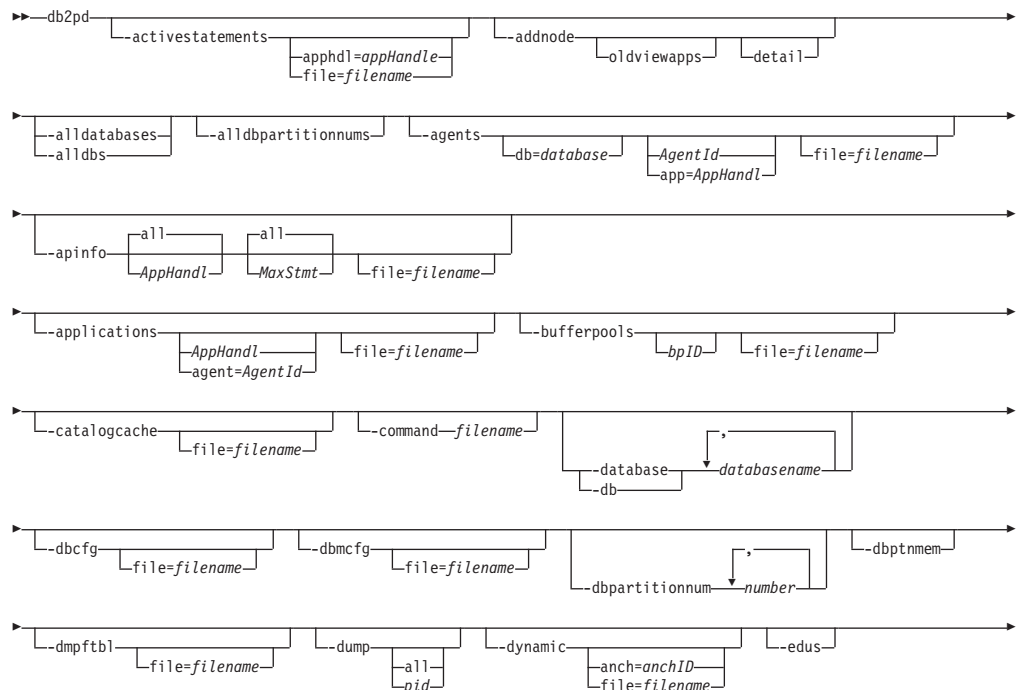 db2pd
-activestatements
apphdl=appHandle
file=filename
-addnode
oldviewapps
detail
-alldatabases
-alldbs
-alldbpartitionnums
-agents
db=database
AgentId
app=AppHandl
file=filename
-apinfo
all
AppHandl
all
MaxStmt
file=filename
-applications
AppHandl
agent=AgentId
file=filename
-bufferpools
bpID
file=filename
-catalogcache
file=filename
-command filename
-database
-db
,
databasename
-dbcfg
file=filename
-dbmcfg
file=filename
-dbpartitionnum
,
number
-dbptnmem
-dmpftbl
file=filename
-dump
all
pid
-dynamic
anch=anchID
file=filename
-edus